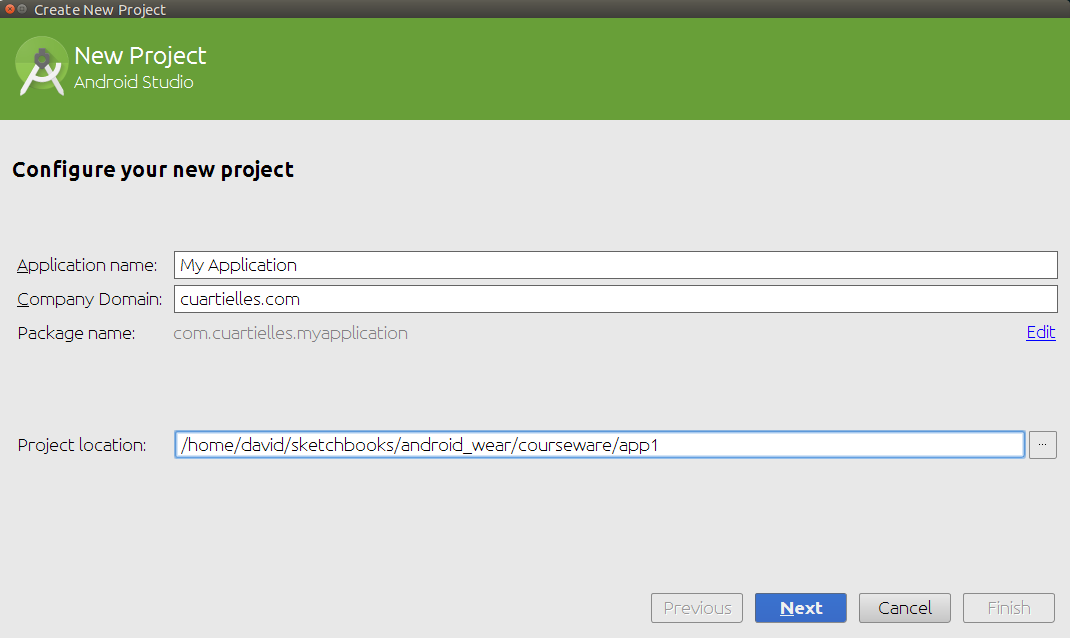 Create New Project
New Project
Android Studio
Configure your new project
Application name: My Application
Company Domain: cuartielles.com
Package name: com.cuartielles.myapplication Edit
Project location: /home/david/sketchbooks/android_wear/courseware/app1 ...
Previous Next Cancel Finish